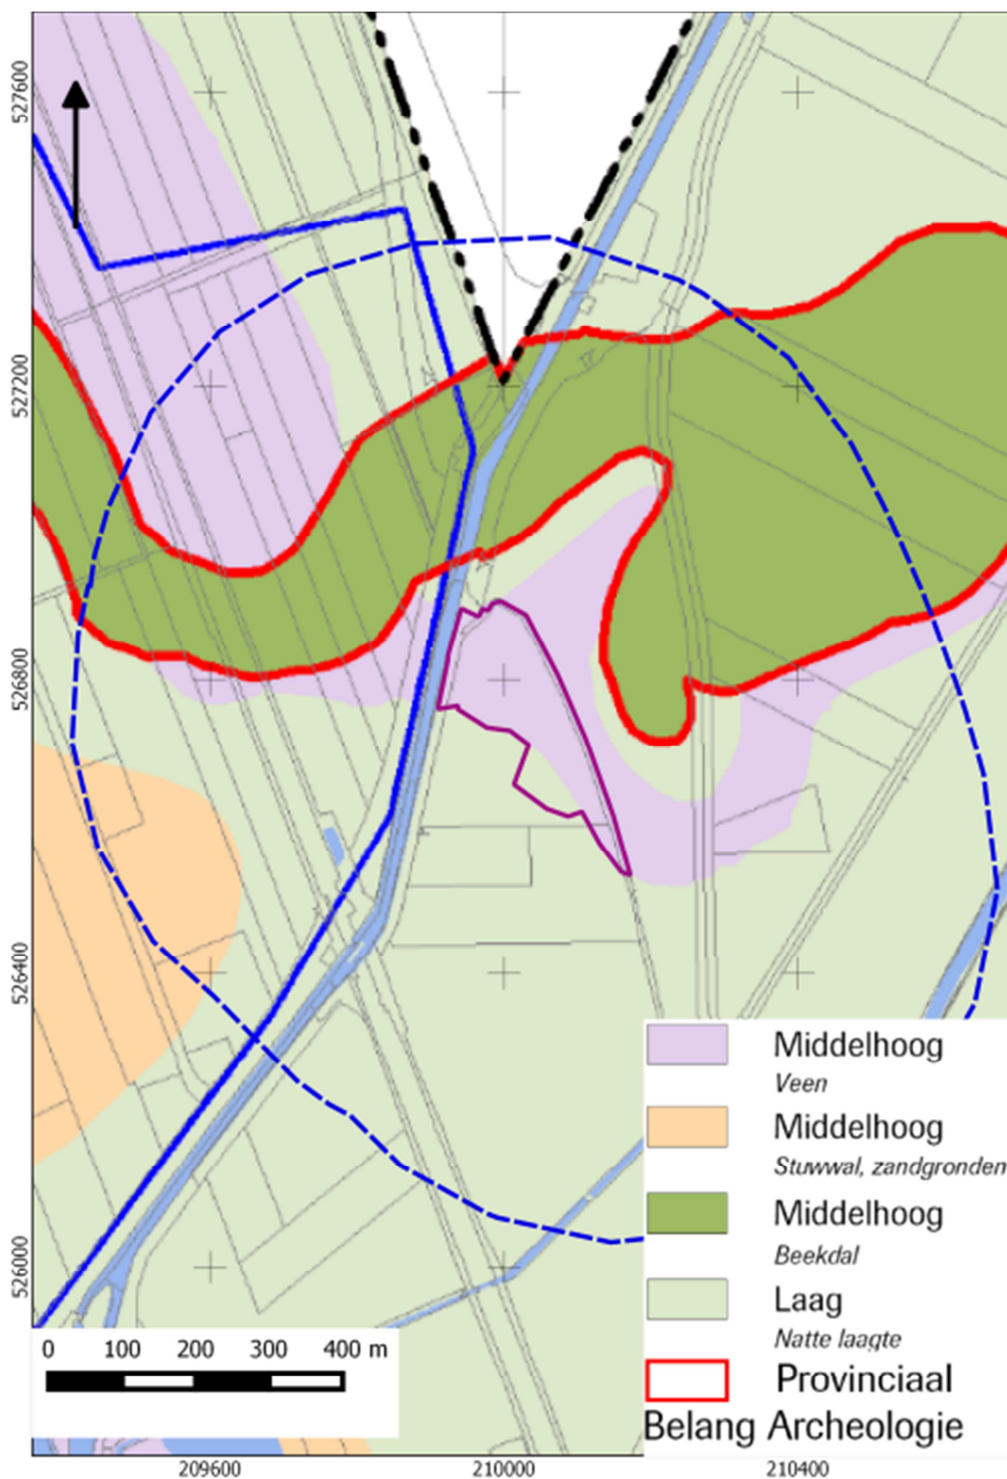 527600
527200
526800
526400
526000
Middelhoog
Veen
Middelhoog
Stuwwal, zandgronden
Middelhoog
Beekdal
Laag
Natte laagte
Provinciaal
Belang Archeologie
0 100 200 300 400 m
209600 210000 210400